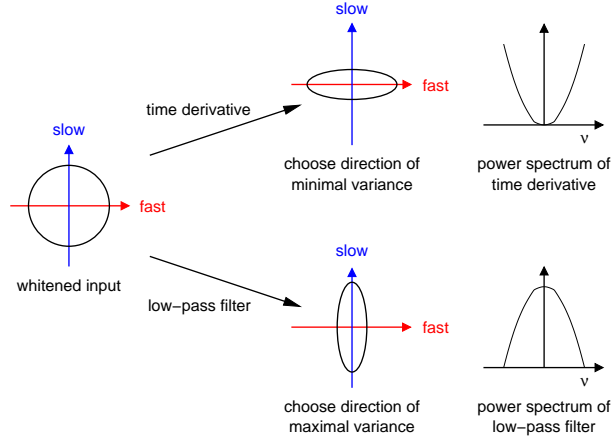 slow
fast
whitened input
time derivative
low−pass filter
slow
fast
choose direction of
minimal variance
ν
power spectrum of
time derivative
slow
fast
choose direction of
maximal variance
ν
power spectrum of
low−pass filter